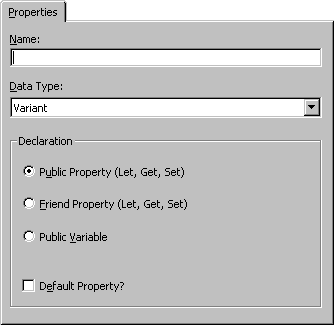 Properties
Name:
Data Type:
Variant
Declaration
Public Property (Let, Get, Set)
Friend Property (Let, Get, Set)
Public Variable
Default Property?